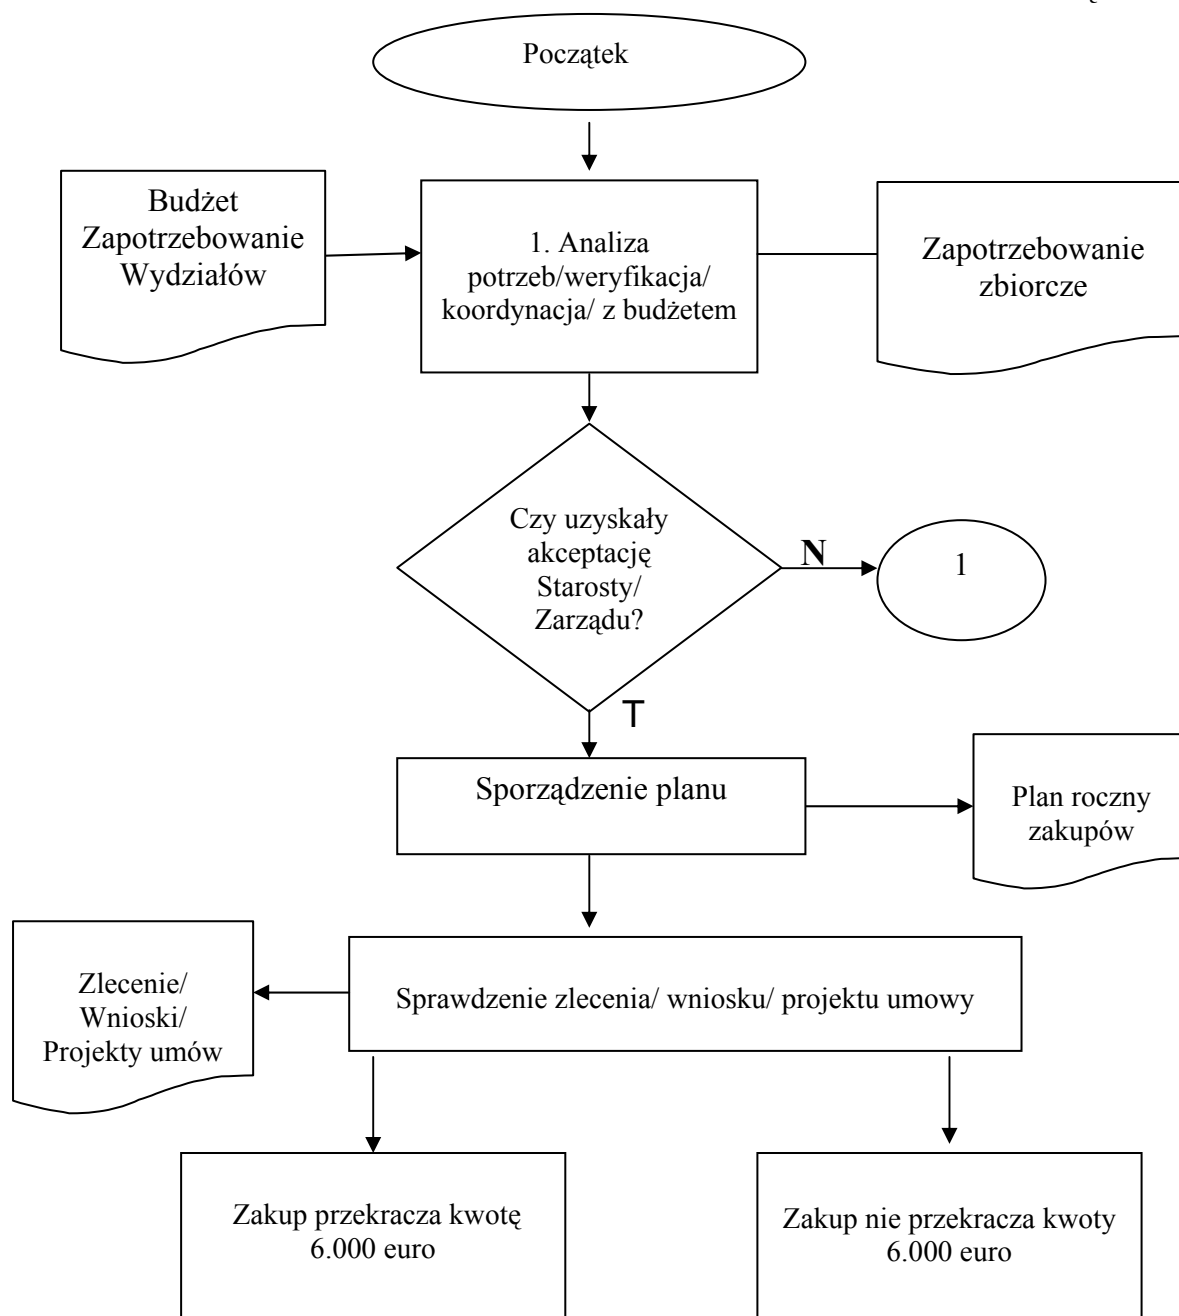 Początek
Budżet
Zapotrzebowanie
Wydziałów
1. Analiza
potrzeb/weryfikacja/
koordynacja/ z budżetem
Zapotrzebowanie
zbiorcze
Czy uzyskały
akceptację
Starosty/
Zarządu?
N
1
T
Sporządzenie planu
Plan roczny
zakupów
Zlecenie/
Wnioski/
Projekty umów
Sprawdzenie zlecenia/ wniosku/ projektu umowy
Zakup przekracza kwotę
6.000 euro
Zakup nie przekracza kwoty
6.000 euro